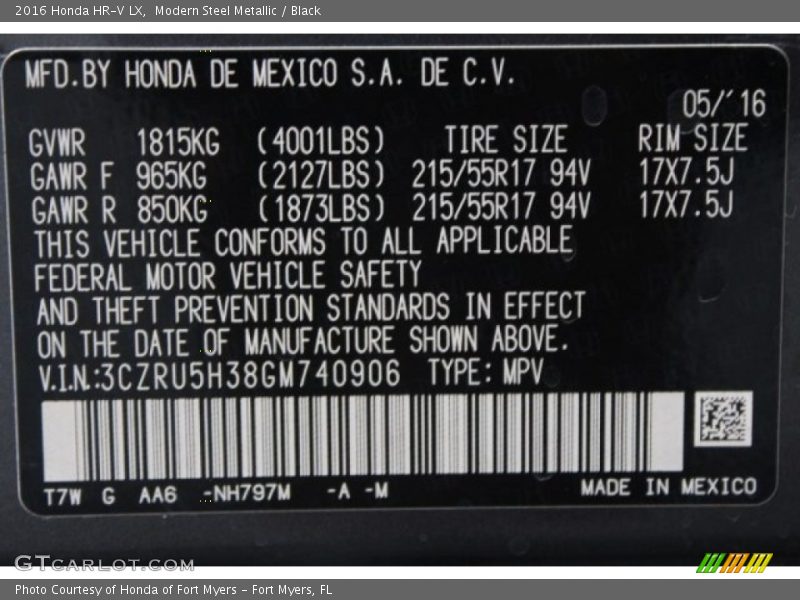 2016 Honda HR-V LX,  Modern Steel Metallic / Black
MFD.BY HONDA DE MEXICO S.A. DE C.V.
05/'16
GVWR 1815KG (4001LBS) TIRE SIZE RIM SIZE
GAWR F 965KG (2127LBS) 215/55R17 94V 17X7.5J
GAWR R 850KG (1873LBS) 215/55R17 94V 17X7.5J
THIS VEHICLE CONFORMS TO ALL APPLICABLE
FEDERAL MOTOR VEHICLE SAFETY
AND THEFT PREVENTION STANDARDS IN EFFECT
ON THE DATE OF MANUFACTURE SHOWN ABOVE.
V.I.N.:3CZRU5H38GM740906 TYPE: MPV
T7W G AA6 -NH797M -A -M MADE IN MEXICO
GTCARLOT.COM
Photo Courtesy of Honda of Fort Myers - Fort Myers, FL